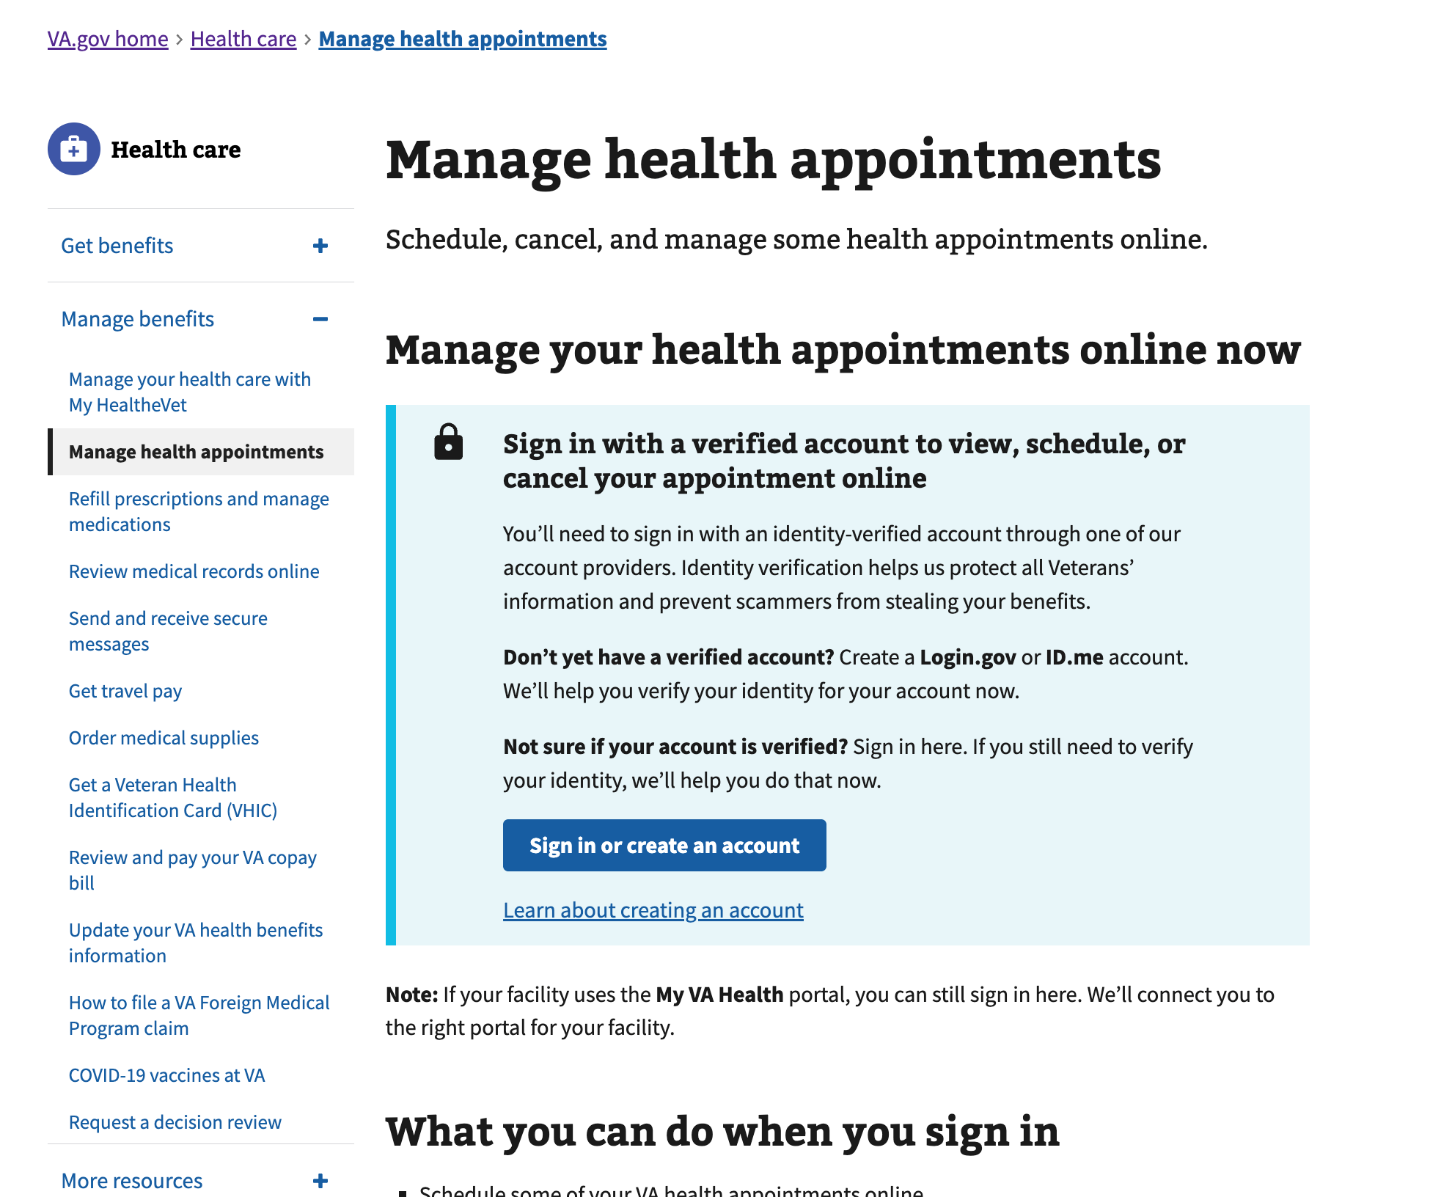 VA.gov home › Health care › Manage health appointments
Health care
Get benefits
Manage benefits
Manage your health care with
My HealtheVet
Manage health appointments
Refill prescriptions and manage
medications
Review medical records online
Send and receive secure
messages
Get travel pay
Order medical supplies
Get a Veteran Health
Identification Card (VHIC)
Review and pay your VA copay
bill
Update your VA health benefits
information
How to file a VA Foreign Medical
Program claim
COVID-19 vaccines at VA
Request a decision review
More resources
Manage health appointments
Schedule, cancel, and manage some health appointments online.
Manage your health appointments online now
Sign in with a verified account to view, schedule, or
cancel your appointment online
You’ll need to sign in with an identity-verified account through one of our
account providers. Identity verification helps us protect all Veterans’
information and prevent scammers from stealing your benefits.
Don’t yet have a verified account? Create a Login.gov or ID.me account.
We’ll help you verify your identity for your account now.
Not sure if your account is verified? Sign in here. If you still need to verify
your identity, we’ll help you do that now.
Sign in or create an account
Learn about creating an account
Note: If your facility uses the My VA Health portal, you can still sign in here. We’ll connect you to
the right portal for your facility.
What you can do when you sign in
Schedule some of your VA health appointments online